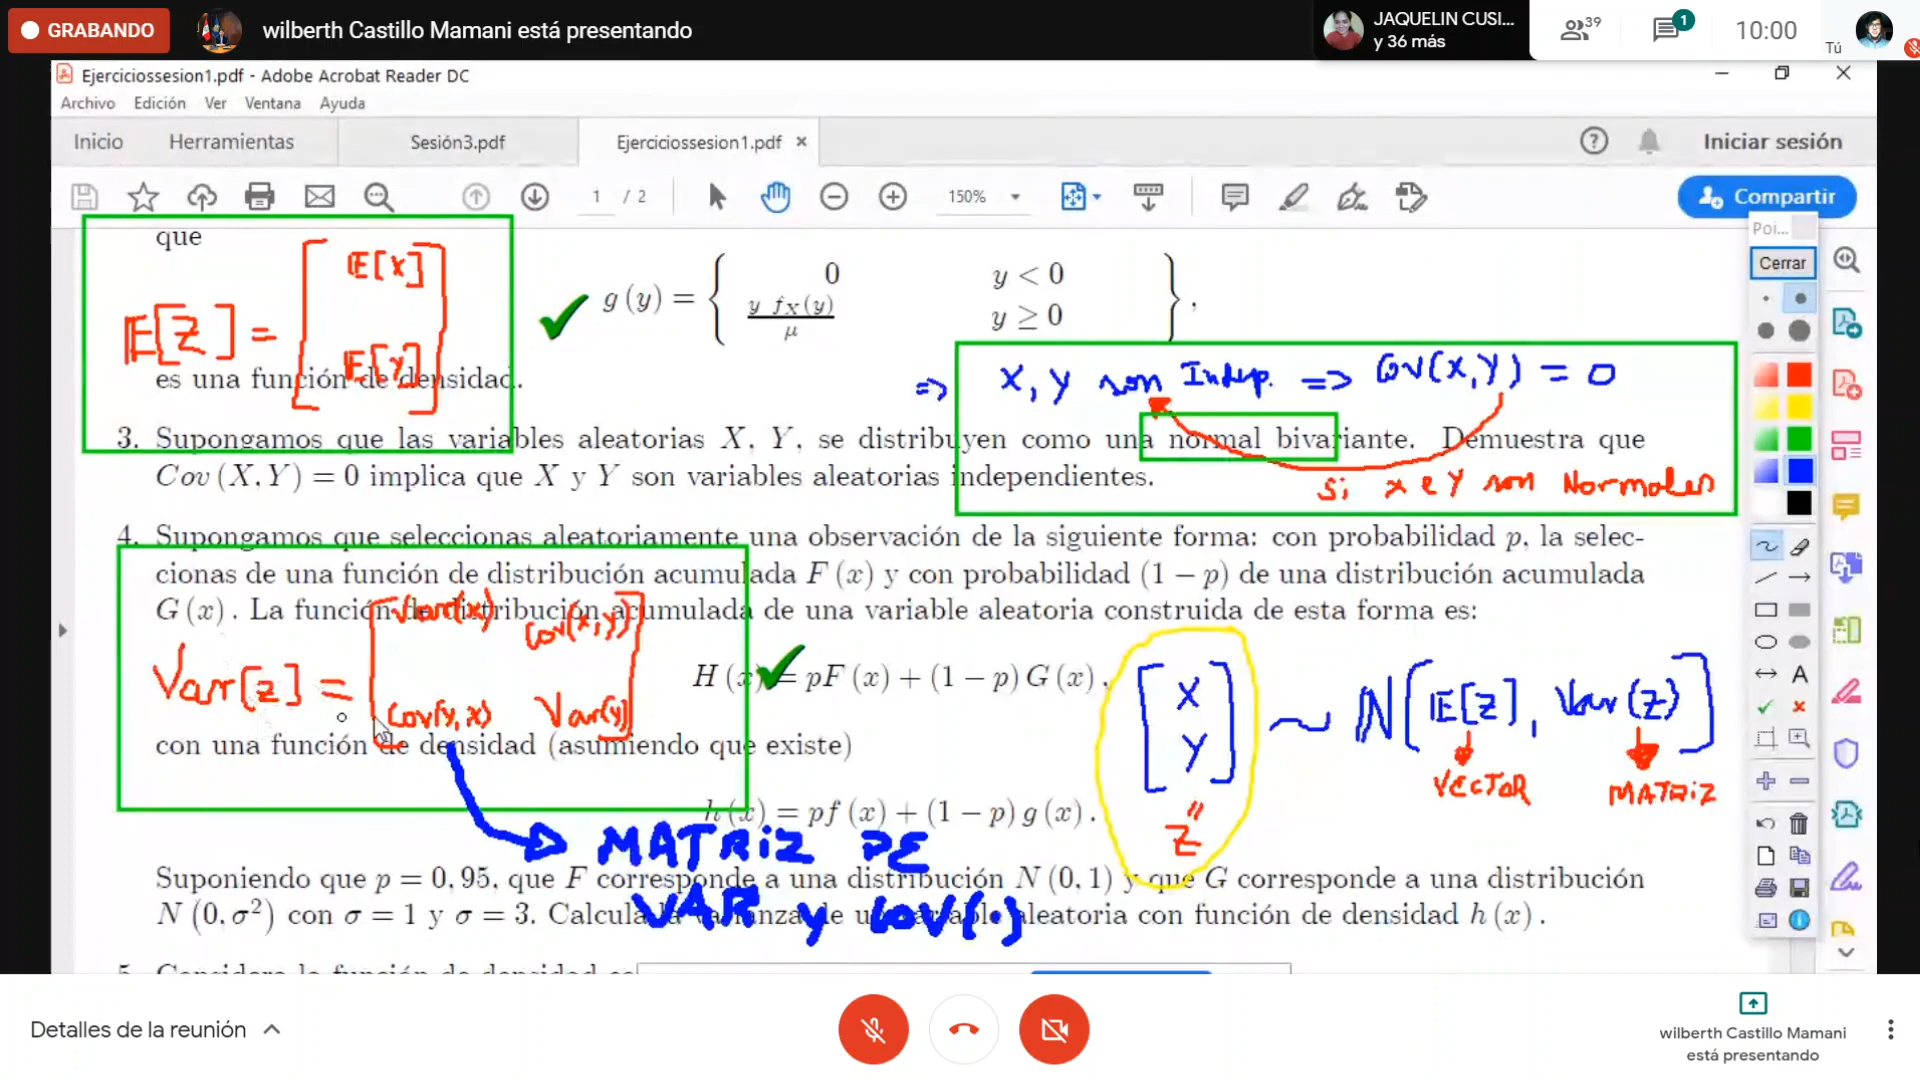 GRABANDO
wilberth Castillo Mamani está presentando
JAQUELIN CUSI...
y 36 más
39
1
10:00
Tú
Ejerciciossesion1.pdf - Adobe Acrobat Reader DC
Archivo Edición Ver Ventana Ayuda
Inicio Herramientas Sesión3.pdf Ejerciciossesion1.pdf Iniciar sesión
1 / 2 150% Compartir
Poi...
Cerrar
que
E[Z] = [ E[X] E[Y] ]
g (y) = { 0 y < 0
y f_X(y) / μ y ≥ 0 } ,
es una función de densidad.
=> X, Y son Indep. => Cov(X,Y) = 0
3. Supongamos que las variables aleatorias X, Y, se distribuyen como una normal bivariante. Demuestra que
Cov (X, Y) = 0 implica que X y Y son variables aleatorias independientes.
Si X e Y son Normales
4. Supongamos que seleccionas aleatoriamente una observación de la siguiente forma: con probabilidad p, la selec-
cionas de una función de distribución acumulada F (x) y con probabilidad (1 − p) de una distribución acumulada
G (x) . La función de distribución acumulada de una variable aleatoria construida de esta forma es:
Var[Z] = [ Var(X) Cov(X,Y)
Cov(Y,X) Var(Y) ]
H (x) = pF (x) + (1 − p) G (x) ,
[ X Y ] ~ N( E[Z], Var(Z) )
VECTOR MATRIZ
" Z
con una función de densidad (asumiendo que existe)
h (x) = pf (x) + (1 − p) g (x) .
MATRIZ DE
VAR y COV(.)
Suponiendo que p = 0, 95, que F corresponde a una distribución N (0, 1) y que G corresponde a una distribución
N (0, σ²) con σ = 1 y σ = 3. Calcula la varianza de una variable aleatoria con función de densidad h (x) .
Detalles de la reunión
wilberth Castillo Mamani
está presentando